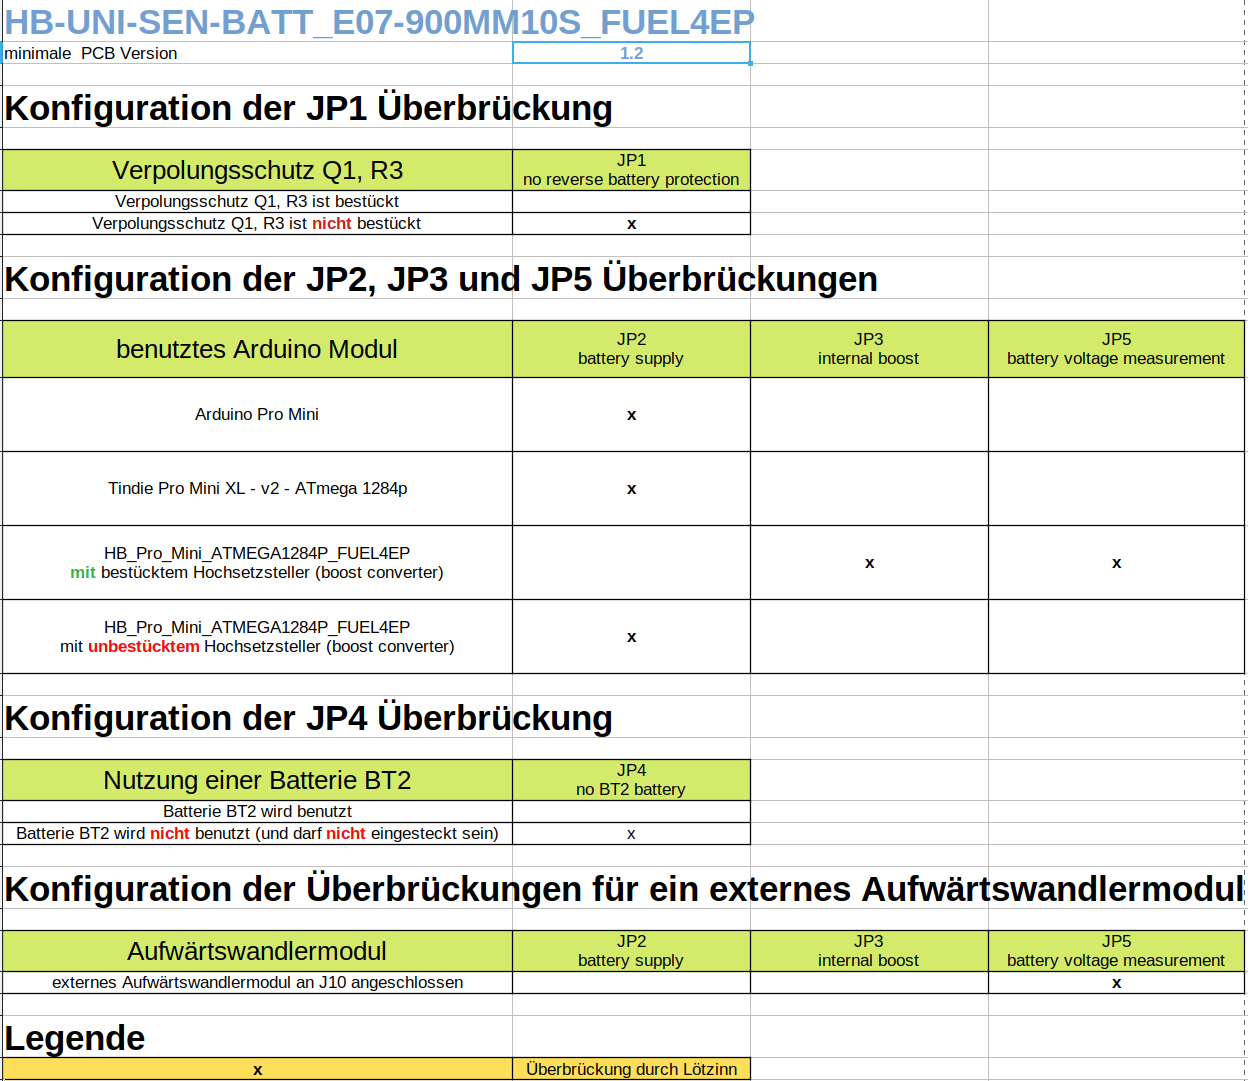 HB-UNI-SEN-BATT_E07-900MM10S_FUEL4EP
minimale  PCB Version 1.2
Konfiguration der JP1 Überbrückung
Verpolungsschutz Q1, R3 JP1
no reverse battery protection
Verpolungsschutz Q1, R3 ist bestückt
Verpolungsschutz Q1, R3 ist nicht bestückt x
Konfiguration der JP2, JP3 und JP5 Überbrückungen
benutztes Arduino Modul JP2 JP3 JP5
battery supply internal boost battery voltage measurement
Arduino Pro Mini x
Tindie Pro Mini XL - v2 - ATmega 1284p x
HB_Pro_Mini_ATMEGA1284P_FUEL4EP
mit bestücktem Hochsetzsteller (boost converter) x x
HB_Pro_Mini_ATMEGA1284P_FUEL4EP
mit unbestücktem Hochsetzsteller (boost converter) x
Konfiguration der JP4 Überbrückung
Nutzung einer Batterie BT2 JP4
no BT2 battery
Batterie BT2 wird benutzt
Batterie BT2 wird nicht benutzt (und darf nicht eingesteckt sein) x
Konfiguration der Überbrückungen für ein externes Aufwärtswandlermodul
Aufwärtswandlermodul JP2 JP3 JP5
battery supply internal boost battery voltage measurement
externes Aufwärtswandlermodul an J10 angeschlossen x
Legende
x Überbrückung durch Lötzinn